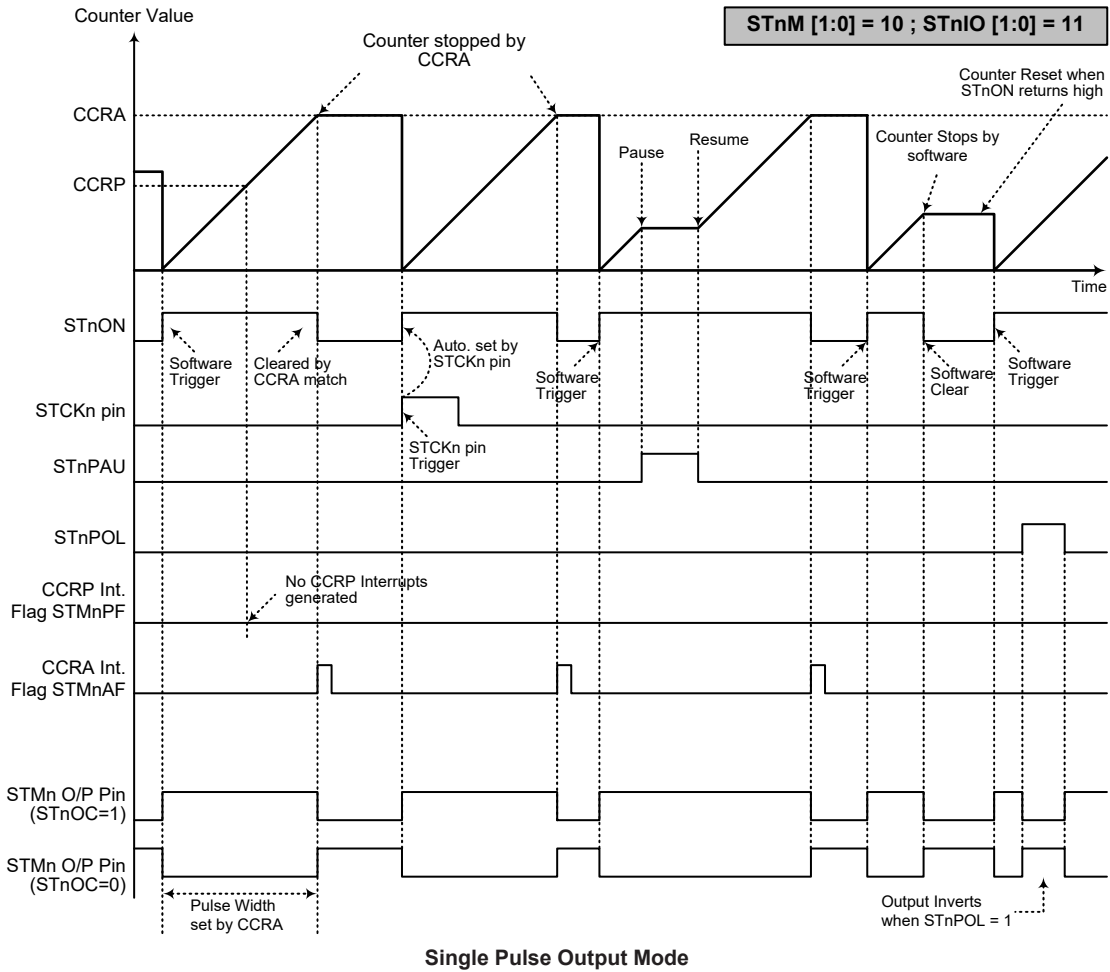 Counter Value
STnM [1:0] = 10 ; STnIO [1:0] = 11
Counter stopped by
CCRA
Counter Reset when
STnON returns high
CCRA
Pause
Resume
Counter Stops by
software
CCRP
Time
STnON
Software
Trigger
Cleared by
CCRA match
Auto. set by
STCKn pin
Software
Trigger
Software
Trigger
Software
Clear
Software
Trigger
STCKn pin
STCKn pin
Trigger
STnPAU
STnPOL
No CCRP Interrupts
generated
CCRP Int.
Flag STMnPF
CCRA Int.
Flag STMnAF
STMn O/P Pin
(STnOC=1)
STMn O/P Pin
(STnOC=0)
Pulse Width
set by CCRA
Output Inverts
when STnPOL = 1
Single Pulse Output Mode